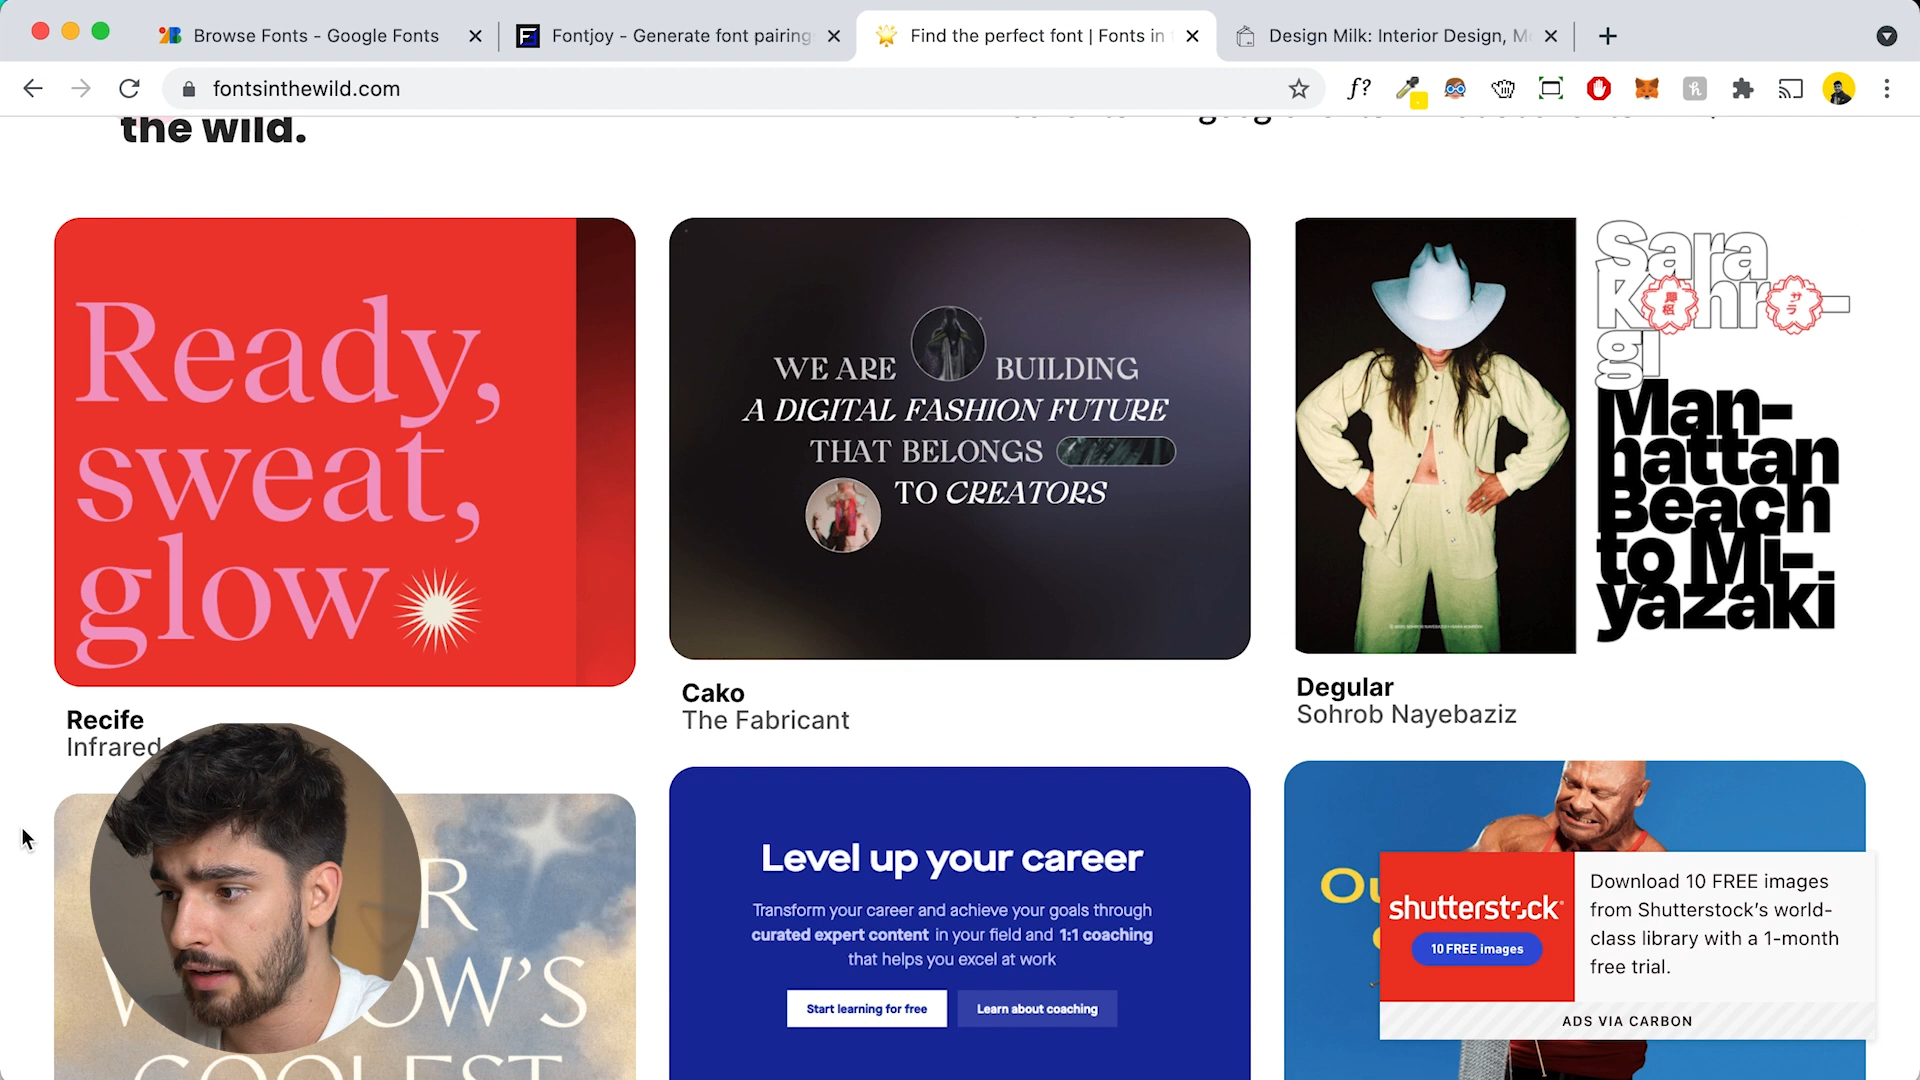 Browse Fonts - Google Fonts
Fontjoy - Generate font pairing
Find the perfect font | Fonts in
Design Milk: Interior Design, M
fontsinthewild.com
f?
the wild.
Ready,
sweat,
glow
WE ARE BUILDING
A DIGITAL FASHION FUTURE
THAT BELONGS
TO CREATORS
Sara
Man-
hattan
Beach
to Mi-
yazaki
Recife
Infrared
Cako
The Fabricant
Degular
Sohrob Nayebaziz
R
OW'S
COOLEST
Level up your career
Transform your career and achieve your goals through
curated expert content in your field and 1:1 coaching
that helps you excel at work
Start learning for free
Learn about coaching
Ou
shutterstock
10 FREE images
Download 10 FREE images
from Shutterstock's world-
class library with a 1-month
free trial.
ADS VIA CARBON